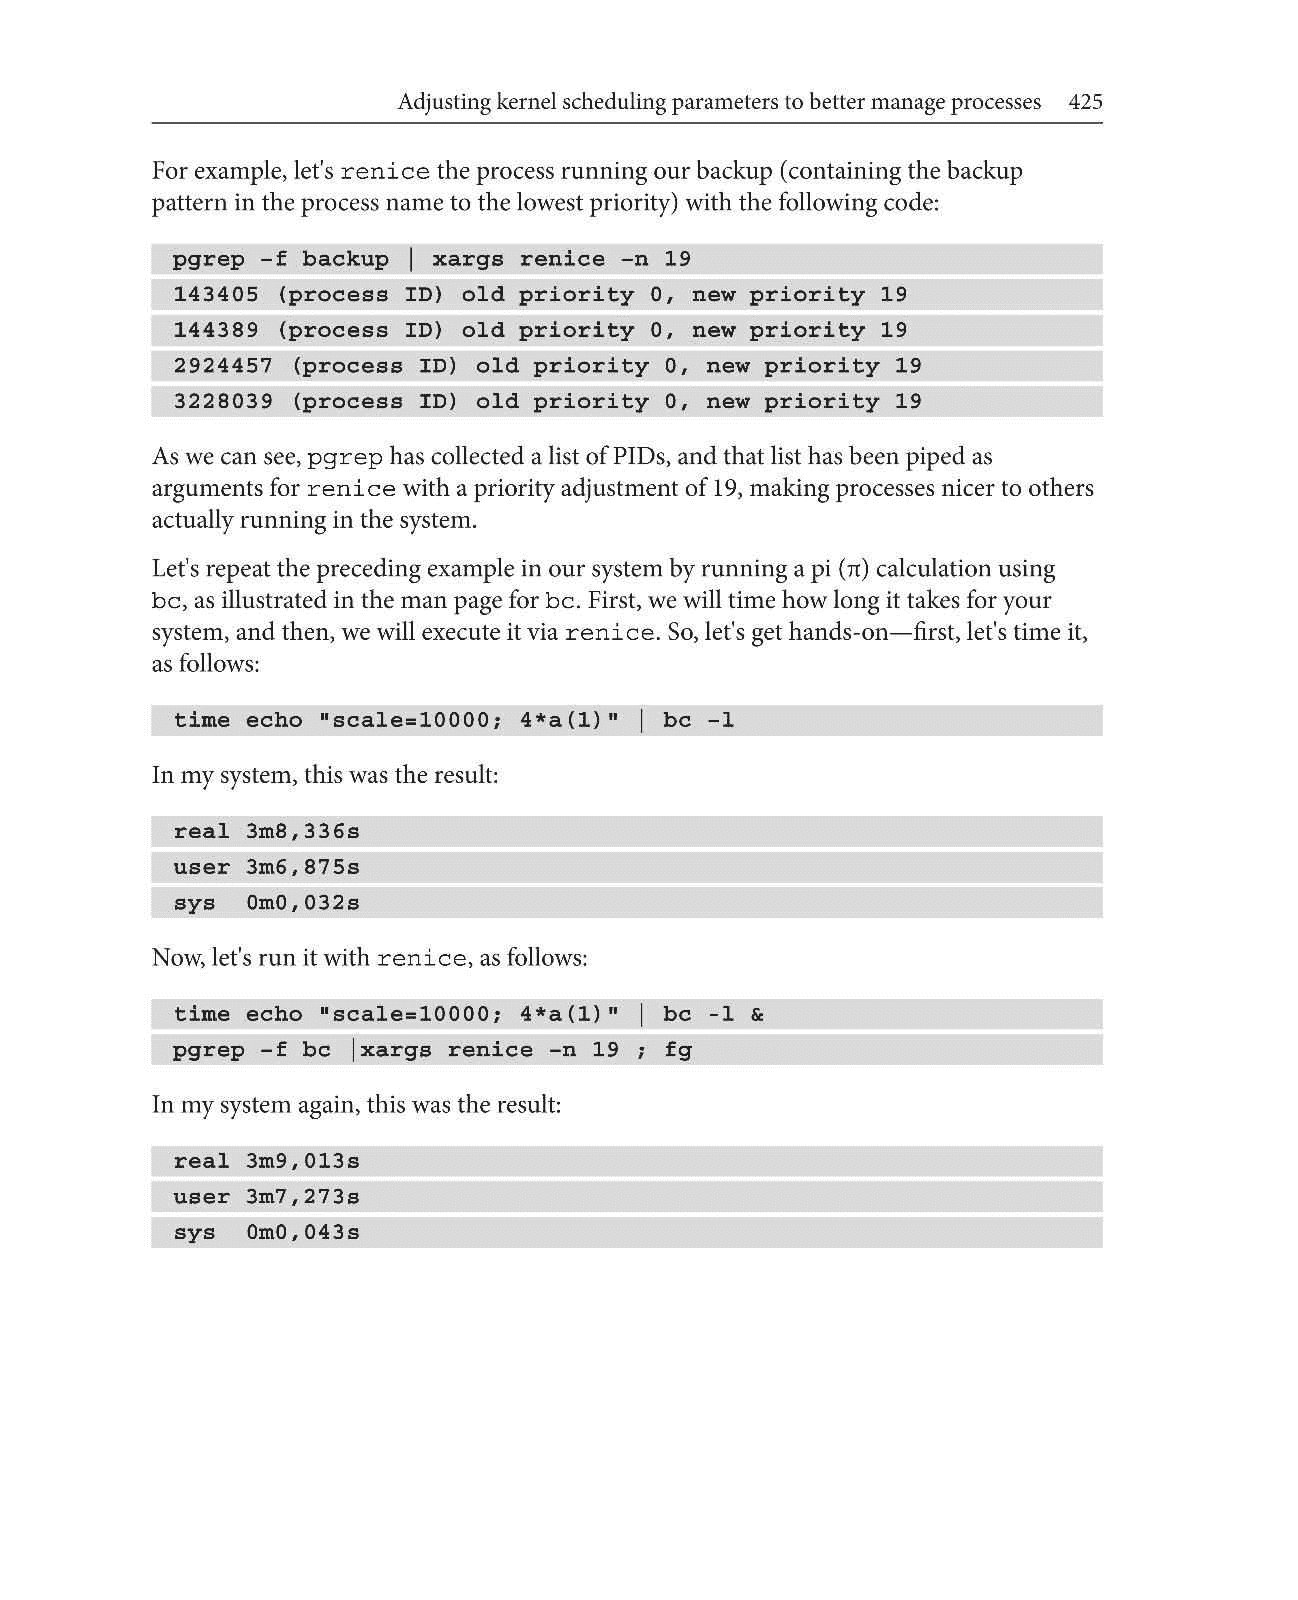 Adjusting kernel scheduling parameters to better manage processes 425
For example, let's renice the process running our backup (containing the backup
pattern in the process name to the lowest priority) with the following code:
pgrep –f backup | xargs renice –n 19
143405 (process ID) old priority 0, new priority 19
144389 (process ID) old priority 0, new priority 19
2924457 (process ID) old priority 0, new priority 19
3228039 (process ID) old priority 0, new priority 19
As we can see, pgrep has collected a list of PIDs, and that list has been piped as
arguments for renice with a priority adjustment of 19, making processes nicer to others
actually running in the system.
Let's repeat the preceding example in our system by running a pi (π) calculation using
bc, as illustrated in the man page for bc. First, we will time how long it takes for your
system, and then, we will execute it via renice. So, let's get hands-on—first, let's time it,
as follows:
time echo "scale=10000; 4*a(1)" | bc –l
In my system, this was the result:
real 3m8,336s
user 3m6,875s
sys  0m0,032s
Now, let's run it with renice, as follows:
time echo "scale=10000; 4*a(1)" | bc -l &
pgrep –f bc |xargs renice –n 19 ; fg
In my system again, this was the result:
real 3m9,013s
user 3m7,273s
sys  0m0,043s